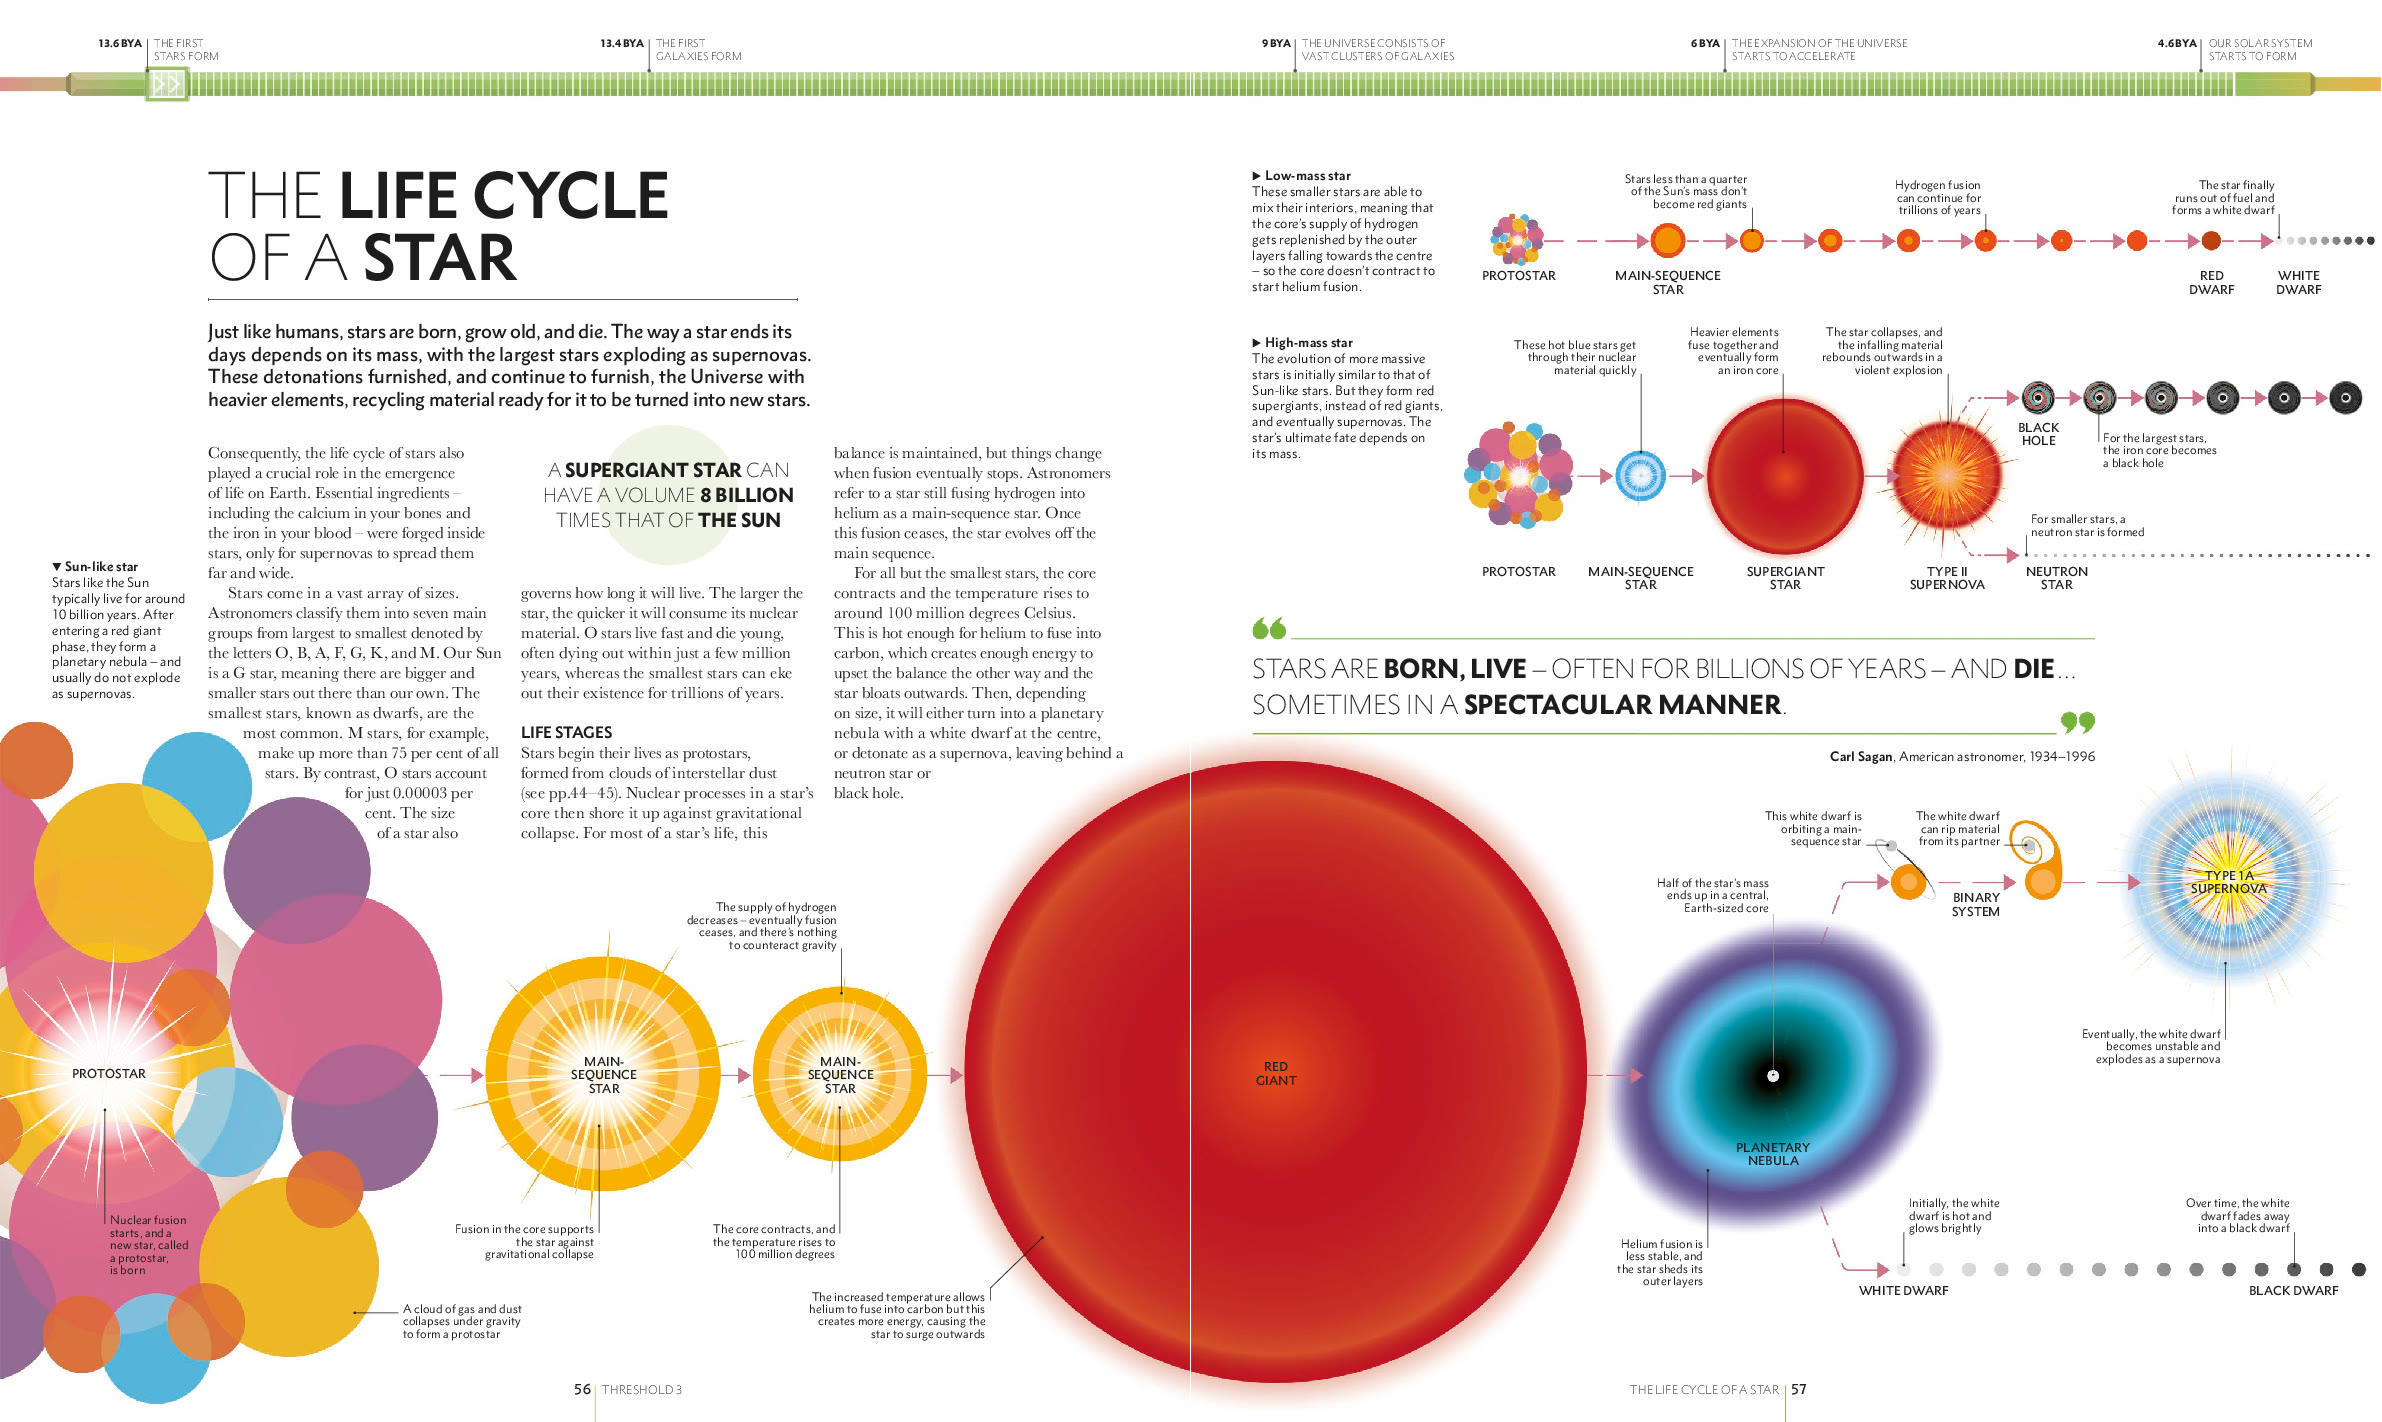 13.6 BYA THE FIRST
STARS FORM
13.4 BYA THE FIRST
GALAXIES FORM
9 BYA THE UNIVERSE CONSISTS OF
VAST CLUSTERS OF GALAXIES
6 BYA THE EXPANSION OF THE UNIVERSE
STARTS TO ACCELERATE
4.6 BYA OUR SOLAR SYSTEM
STARTS TO FORM
THE LIFE CYCLE
OF A STAR
Just like humans, stars are born, grow old, and die. The way a star ends its
days depends on its mass, with the largest stars exploding as supernovas.
These detonations furnished, and continue to furnish, the Universe with
heavier elements, recycling material ready for it to be turned into new stars.
Consequently, the life cycle of stars also
played a crucial role in the emergence
of life on Earth. Essential ingredients –
including the calcium in your bones and
the iron in your blood – were forged inside
stars, only for supernovas to spread them
far and wide.
Stars come in a vast array of sizes.
Astronomers classify them into seven main
groups from largest to smallest denoted by
the letters O, B, A, F, G, K, and M. Our Sun
is a G star, meaning there are bigger and
smaller stars out there than our own. The
smallest stars, known as dwarfs, are the
most common. M stars, for example,
make up more than 75 per cent of all
stars. By contrast, O stars account
for just 0.00003 per
cent. The size
of a star also
A SUPERGIANT STAR CAN
HAVE A VOLUME 8 BILLION
TIMES THAT OF THE SUN
governs how long it will live. The larger the
star, the quicker it will consume its nuclear
material. O stars live fast and die young,
often dying out within just a few million
years, whereas the smallest stars can eke
out their existence for trillions of years.
LIFE STAGES
Stars begin their lives as protostars,
formed from clouds of interstellar dust
(see pp.44–45). Nuclear processes in a star's
core then shore it up against gravitational
collapse. For most of a star's life, this
balance is maintained, but things change
when fusion eventually stops. Astronomers
refer to a star still fusing hydrogen into
helium as a main-sequence star. Once
this fusion ceases, the star evolves off the
main sequence.
For all but the smallest stars, the core
contracts and the temperature rises to
around 100 million degrees Celsius.
This is hot enough for helium to fuse into
carbon, which creates enough energy to
upset the balance the other way and the
star bloats outwards. Then, depending
on size, it will either turn into a planetary
nebula with a white dwarf at the centre,
or detonate as a supernova, leaving behind a
neutron star or
black hole.
▼ Sun-like star
Stars like the Sun
typically live for around
10 billion years. After
entering a red giant
phase, they form a
planetary nebula – and
usually do not explode
as supernovas.
PROTOSTAR
Nuclear fusion
starts, and a
new star, called
a protostar,
is born
A cloud of gas and dust
collapses under gravity
to form a protostar
MAIN-
SEQUENCE
STAR
Fusion in the core supports
the star against
gravitational collapse
The supply of hydrogen
decreases – eventually fusion
ceases, and there's nothing
to counteract gravity
MAIN-
SEQUENCE
STAR
The core contracts, and
the temperature rises to
100 million degrees
The increased temperature allows
helium to fuse into carbon but this
creates more energy, causing the
star to surge outwards
RED
GIANT
56 THRESHOLD 3
▶ Low-mass star
These smaller stars are able to
mix their interiors, meaning that
the core's supply of hydrogen
gets replenished by the outer
layers falling towards the centre
– so the core doesn't contract to
start helium fusion.
Stars less than a quarter
of the Sun's mass don't
become red giants
Hydrogen fusion
can continue for
trillions of years
The star finally
runs out of fuel and
forms a white dwarf
PROTOSTAR
MAIN-SEQUENCE
STAR
RED
DWARF
WHITE
DWARF
▶ High-mass star
The evolution of more massive
stars is initially similar to that of
Sun-like stars. But they form red
supergiants, instead of red giants,
and eventually supernovas. The
star's ultimate fate depends on
its mass.
These hot blue stars get
through their nuclear
material quickly
Heavier elements
fuse together and
eventually form
an iron core
The star collapses, and
the infalling material
rebounds outwards in a
violent explosion
BLACK
HOLE
For the largest stars,
the iron core becomes
a black hole
For smaller stars, a
neutron star is formed
PROTOSTAR
MAIN-SEQUENCE
STAR
SUPERGIANT
STAR
TYPE II
SUPERNOVA
NEUTRON
STAR
“
STARS ARE BORN, LIVE – OFTEN FOR BILLIONS OF YEARS – AND DIE…
SOMETIMES IN A SPECTACULAR MANNER.
”
Carl Sagan, American astronomer, 1934–1996
This white dwarf is
orbiting a main-
sequence star
The white dwarf
can rip material
from its partner
BINARY
SYSTEM
TYPE 1A
SUPERNOVA
Half of the star's mass
ends up in a central,
Earth-sized core
Eventually, the white dwarf
becomes unstable and
explodes as a supernova
PLANETARY
NEBULA
Helium fusion is
less stable, and
the star sheds its
outer layers
Initially, the white
dwarf is hot and
glows brightly
Over time, the white
dwarf fades away
into a black dwarf
WHITE DWARF
BLACK DWARF
THE LIFE CYCLE OF A STAR 57